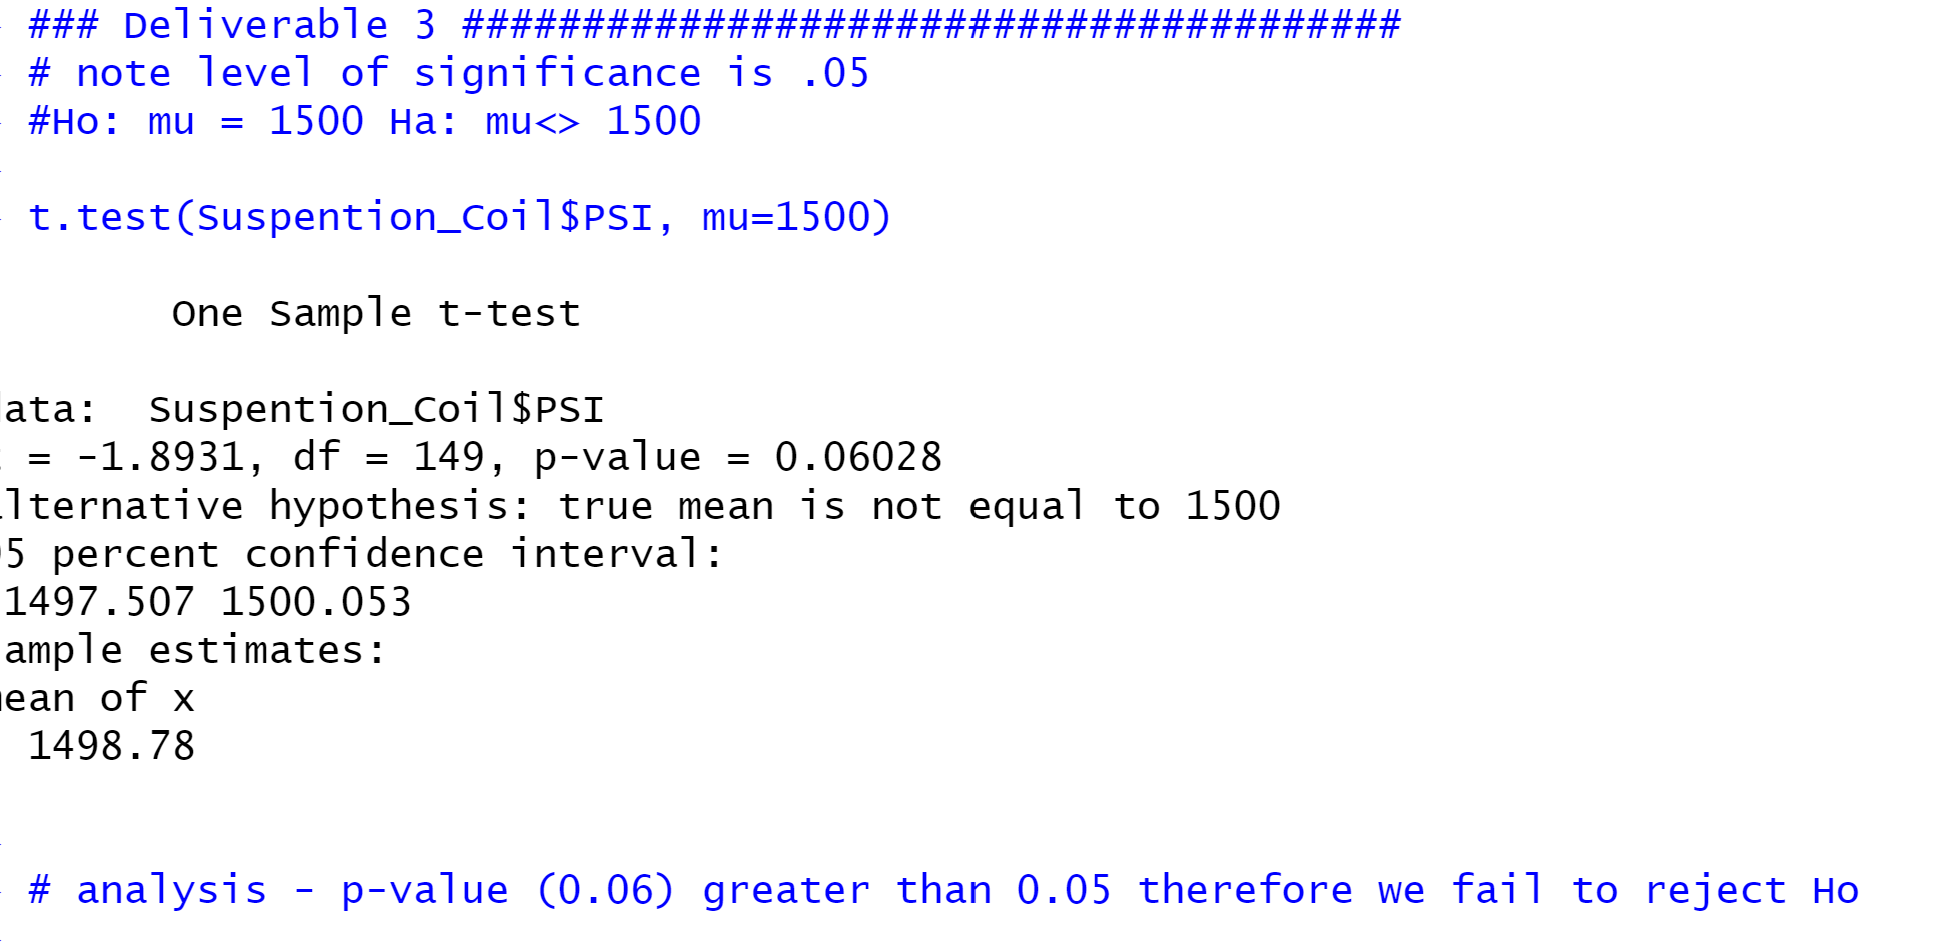 ### Deliverable 3 #######################################
# note level of significance is .05
#Ho: mu = 1500 Ha: mu<> 1500
t.test(Suspention_Coil$PSI, mu=1500)
One Sample t-test
ata:  Suspention_Coil$PSI
= -1.8931, df = 149, p-value = 0.06028
lternative hypothesis: true mean is not equal to 1500
5 percent confidence interval:
1497.507 1500.053
ample estimates:
ean of x
1498.78
# analysis - p-value (0.06) greater than 0.05 therefore we fail to reject Ho